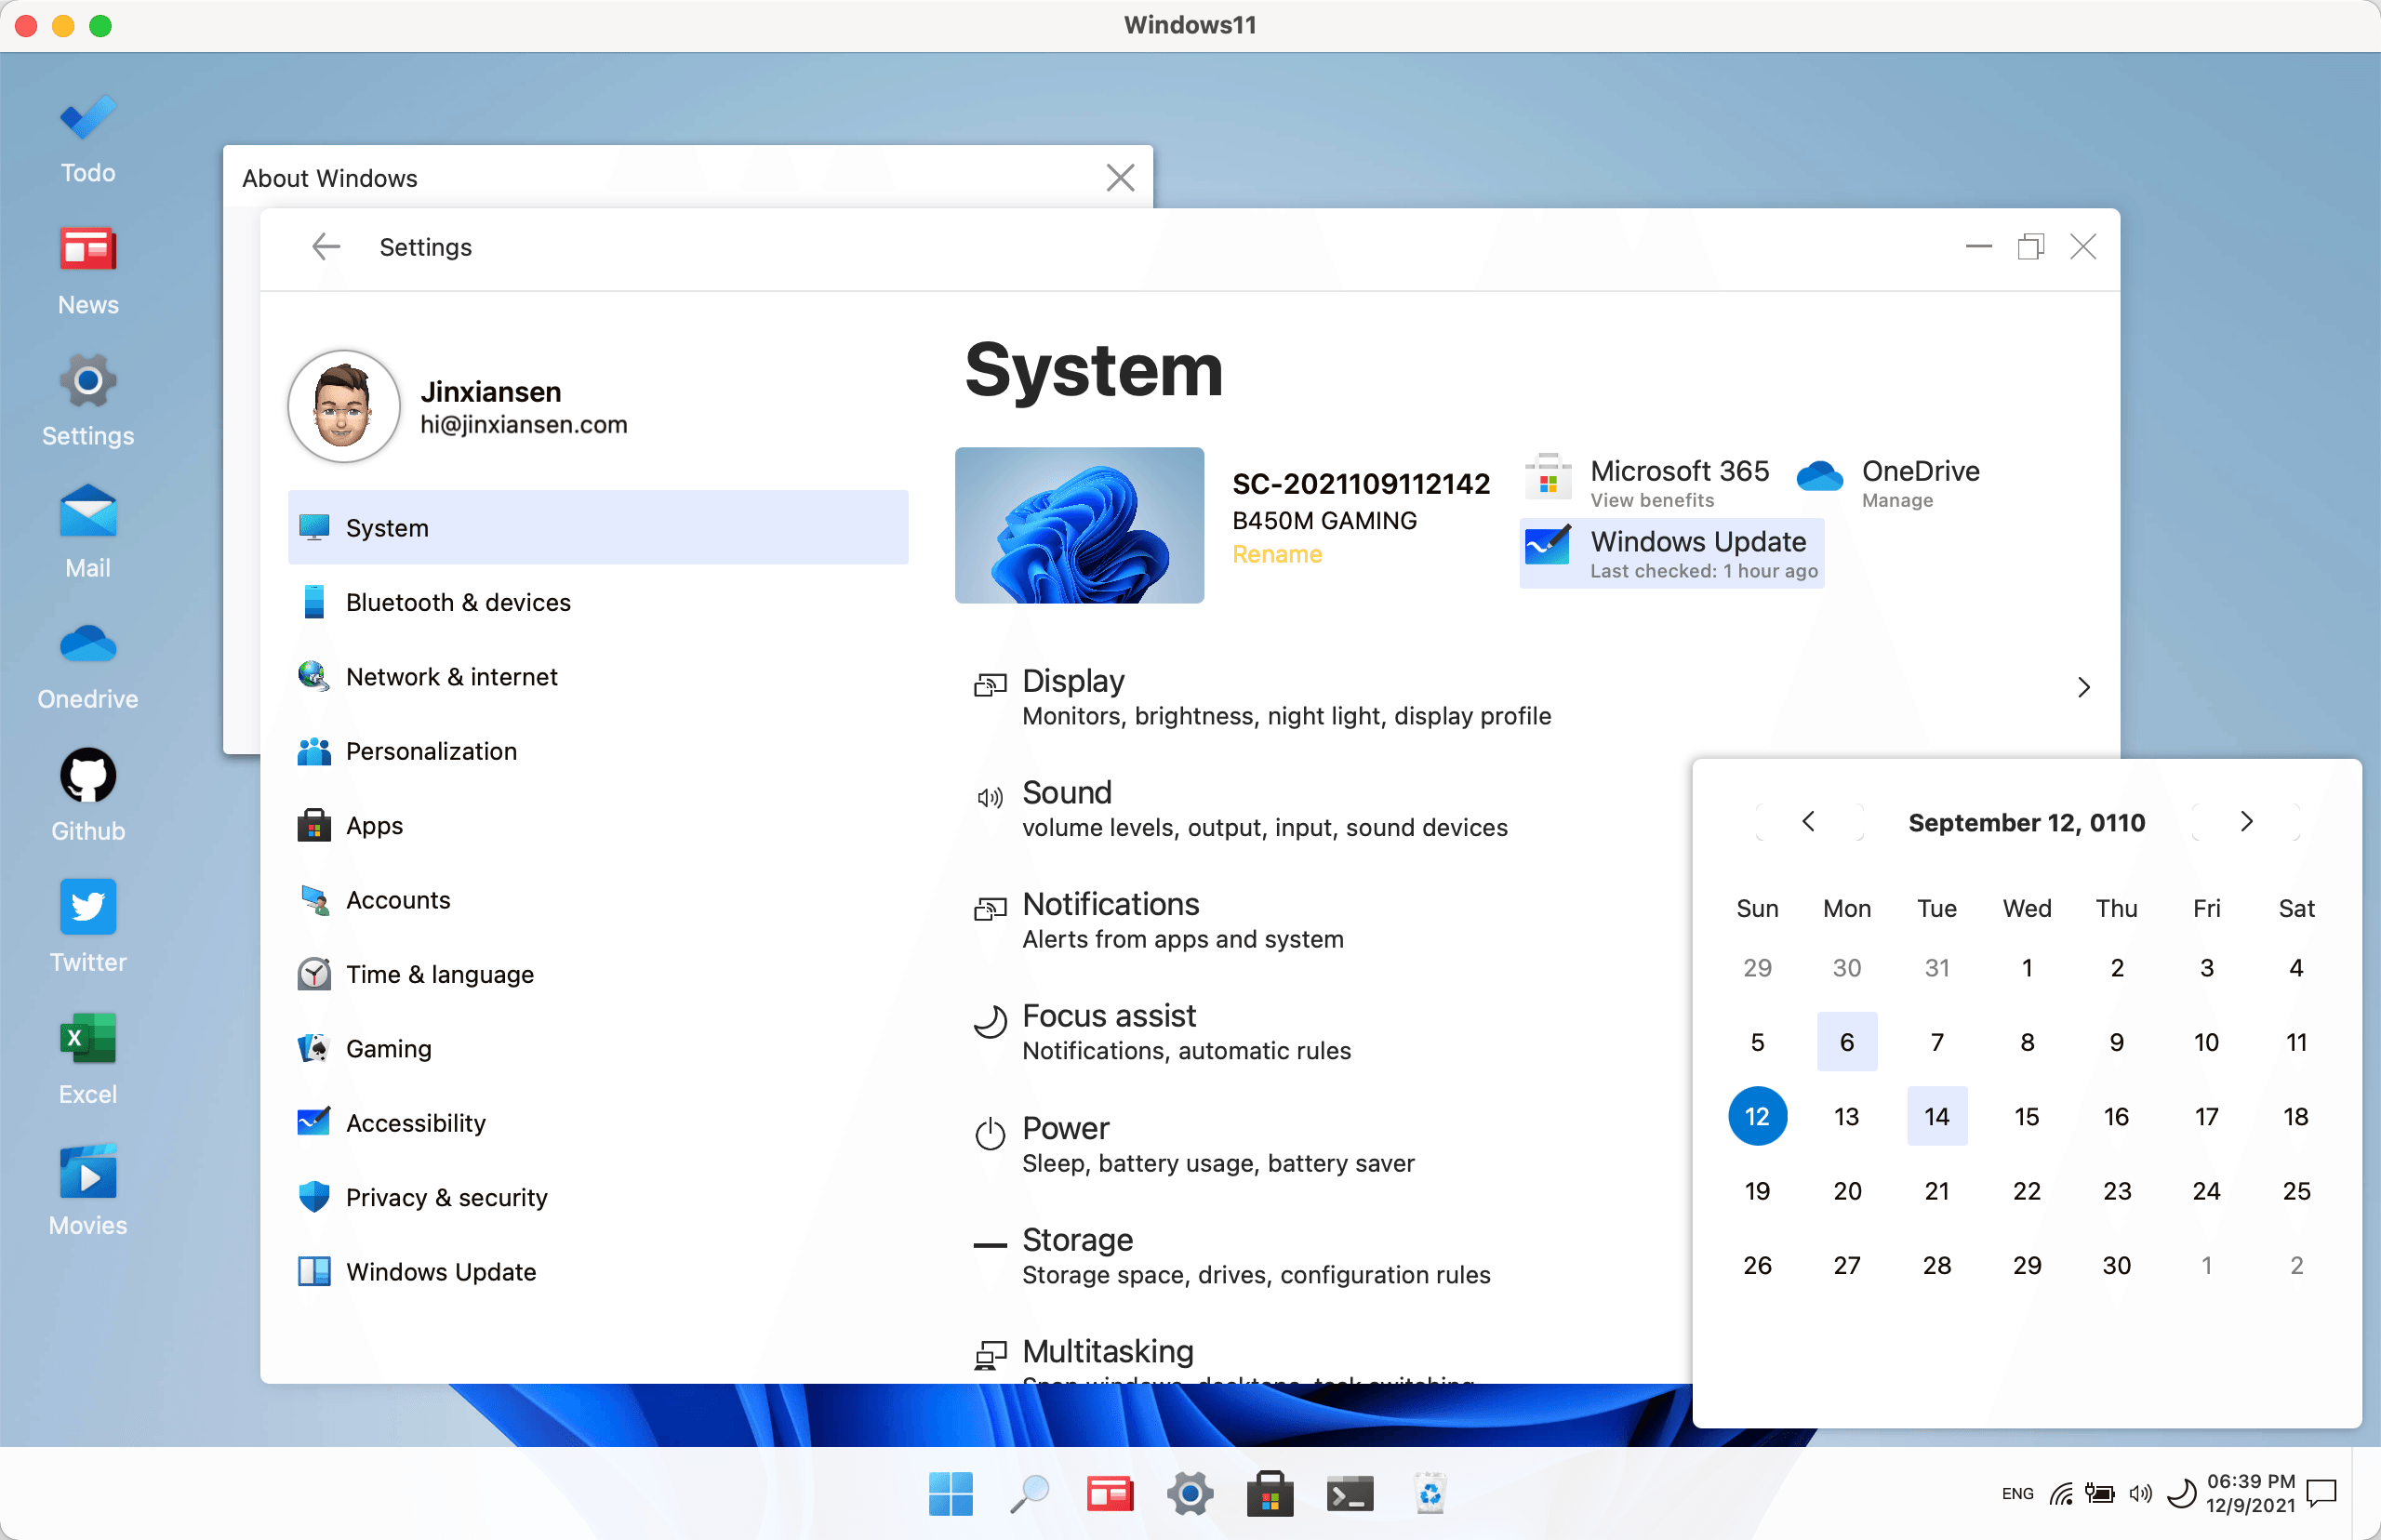 Windows11
Todo
News
Settings
Mail
Onedrive
Github
Twitter
Excel
Movies
About Windows
Settings
Jinxiansen
hi@jinxiansen.com
System
Bluetooth & devices
Network & internet
Personalization
Apps
Accounts
Time & language
Gaming
Accessibility
Privacy & security
Windows Update
System
SC-2021109112142
B450M GAMING
Rename
Microsoft 365
View benefits
OneDrive
Manage
Windows Update
Last checked: 1 hour ago
Display
Monitors, brightness, night light, display profile
Sound
volume levels, output, input, sound devices
Notifications
Alerts from apps and system
Focus assist
Notifications, automatic rules
Power
Sleep, battery usage, battery saver
Storage
Storage space, drives, configuration rules
Multitasking
Snap windows, desktops, task switching
September 12, 0110
Sun Mon Tue Wed Thu Fri Sat
29 30 31 1 2 3 4
5 6 7 8 9 10 11
12 13 14 15 16 17 18
19 20 21 22 23 24 25
26 27 28 29 30 1 2
ENG
06:39 PM
12/9/2021